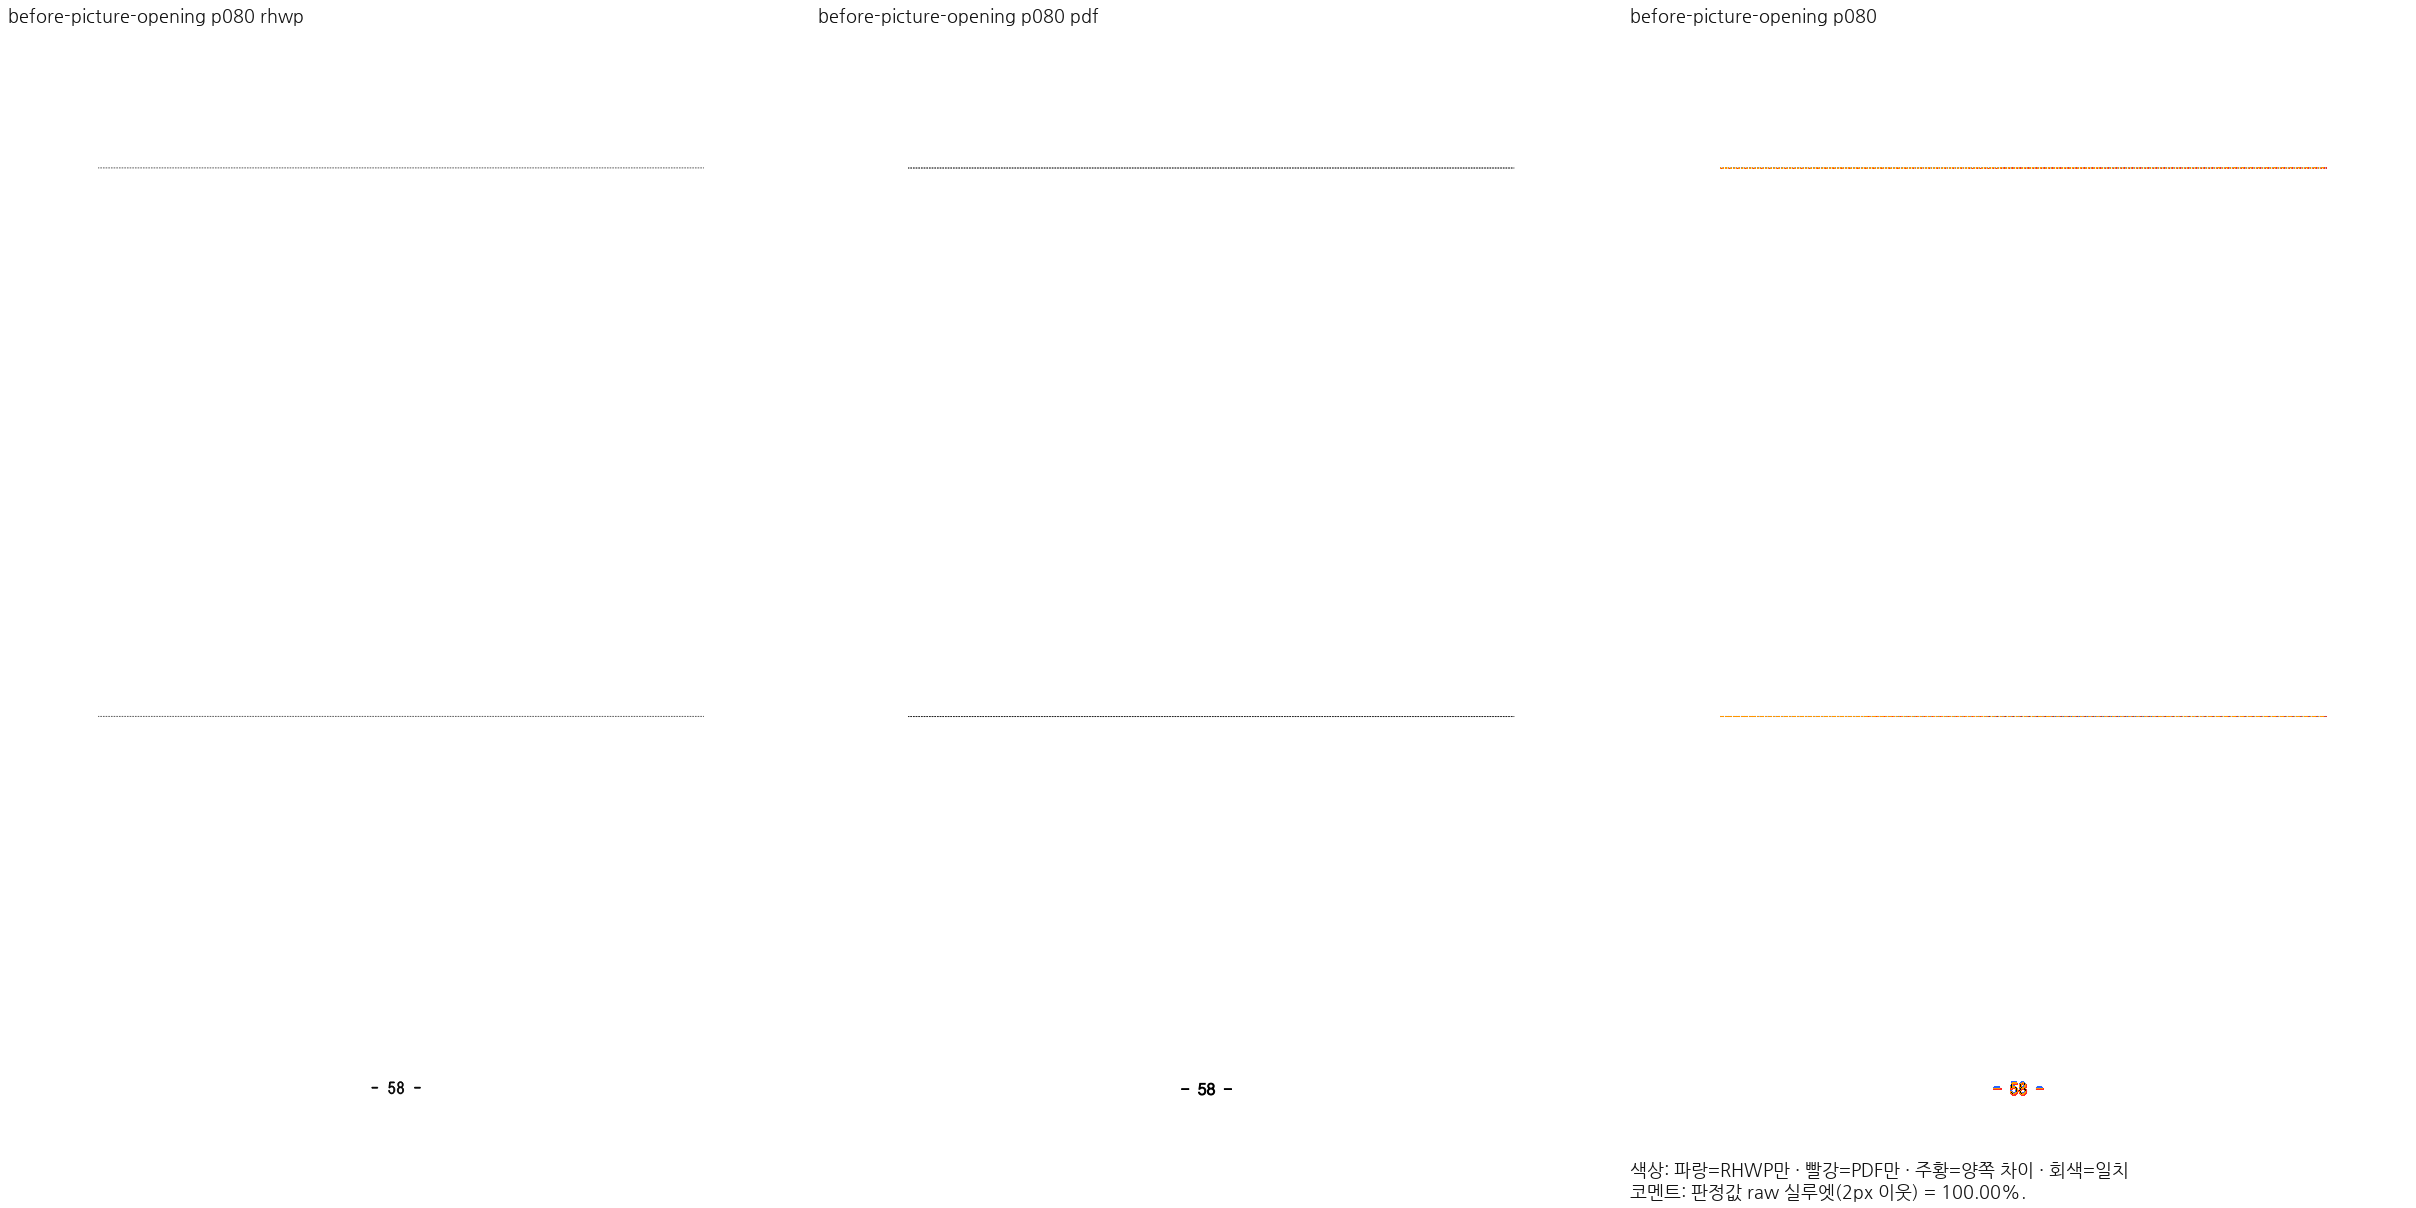 before-picture-opening p080 rhwp
before-picture-opening p080 pdf
before-picture-opening p080
- 58 -
- 58 -
- 58 -
색상: 파랑=RHWP만 · 빨강=PDF만 · 주황=양쪽 차이 · 회색=일치
코멘트: 판정값 raw 실루엣(2px 이웃) = 100.00%.